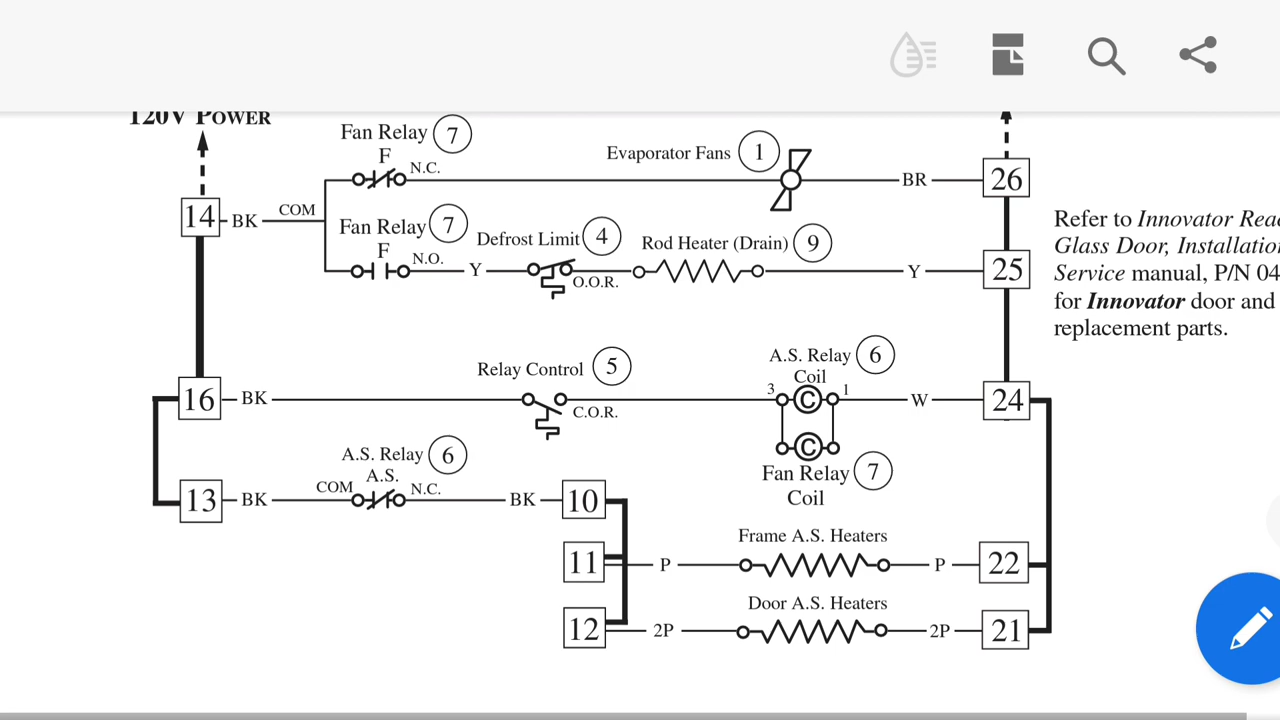 120V POWER
Fan Relay 7
F
N.C.
Evaporator Fans 1
BR
26
14
BK
COM
Fan Relay 7
F
N.O.
Y
Defrost Limit 4
O.O.R.
Rod Heater (Drain) 9
Y
25
Refer to Innovator Reac
Glass Door, Installation
Service manual, P/N 04
for Innovator door and
replacement parts.
16
BK
Relay Control 5
C.O.R.
A.S. Relay 6
Coil
3
C
1
W
24
C
Fan Relay 7
Coil
13
BK
A.S. Relay 6
A.S.
COM
N.C.
BK
10
Frame A.S. Heaters
11
P
P
22
Door A.S. Heaters
12
2P
2P
21